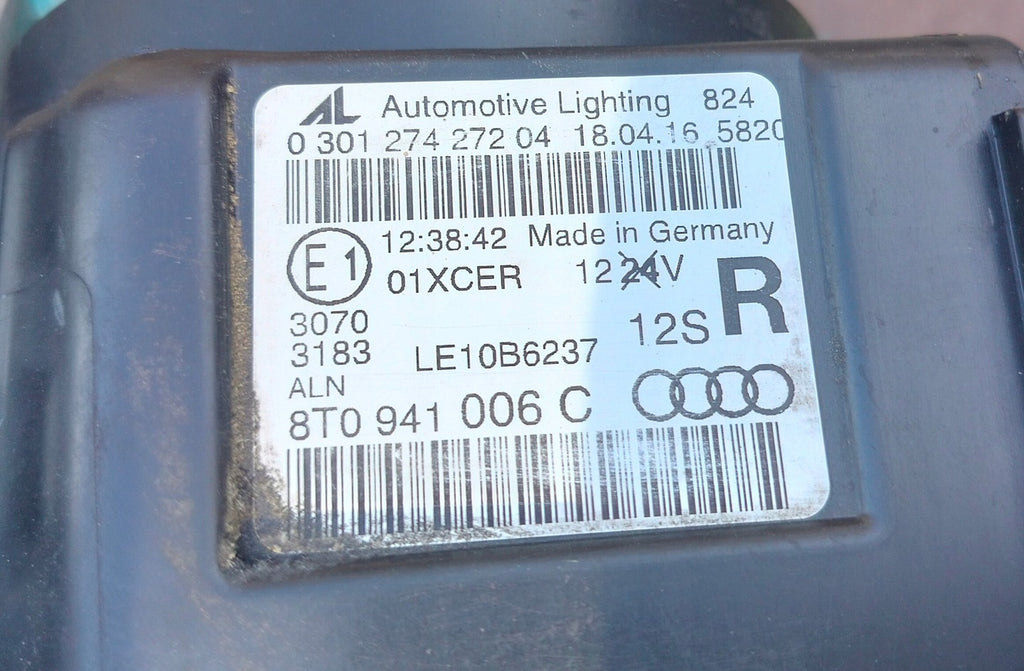 AL Automotive Lighting 824
0 301 274 272 04 18.04.16 5820
E1 12:38:42 Made in Germany
01XCER 12 24V R
3070 12S
3183 LE10B6237
ALN
8T0 941 006 C